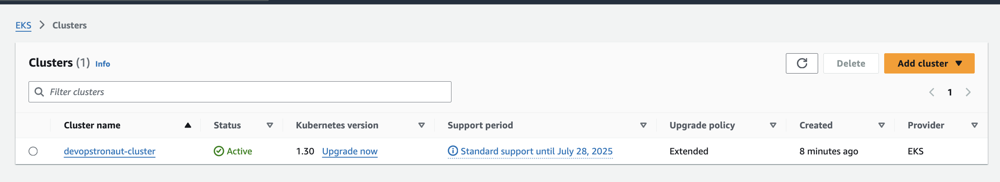 EKS > Clusters
Clusters (1) Info
Delete
Add cluster
Filter clusters
1
Cluster name Status Kubernetes version Support period Upgrade policy Created Provider
devopstronaut-cluster Active 1.30 Upgrade now Standard support until July 28, 2025 Extended 8 minutes ago EKS